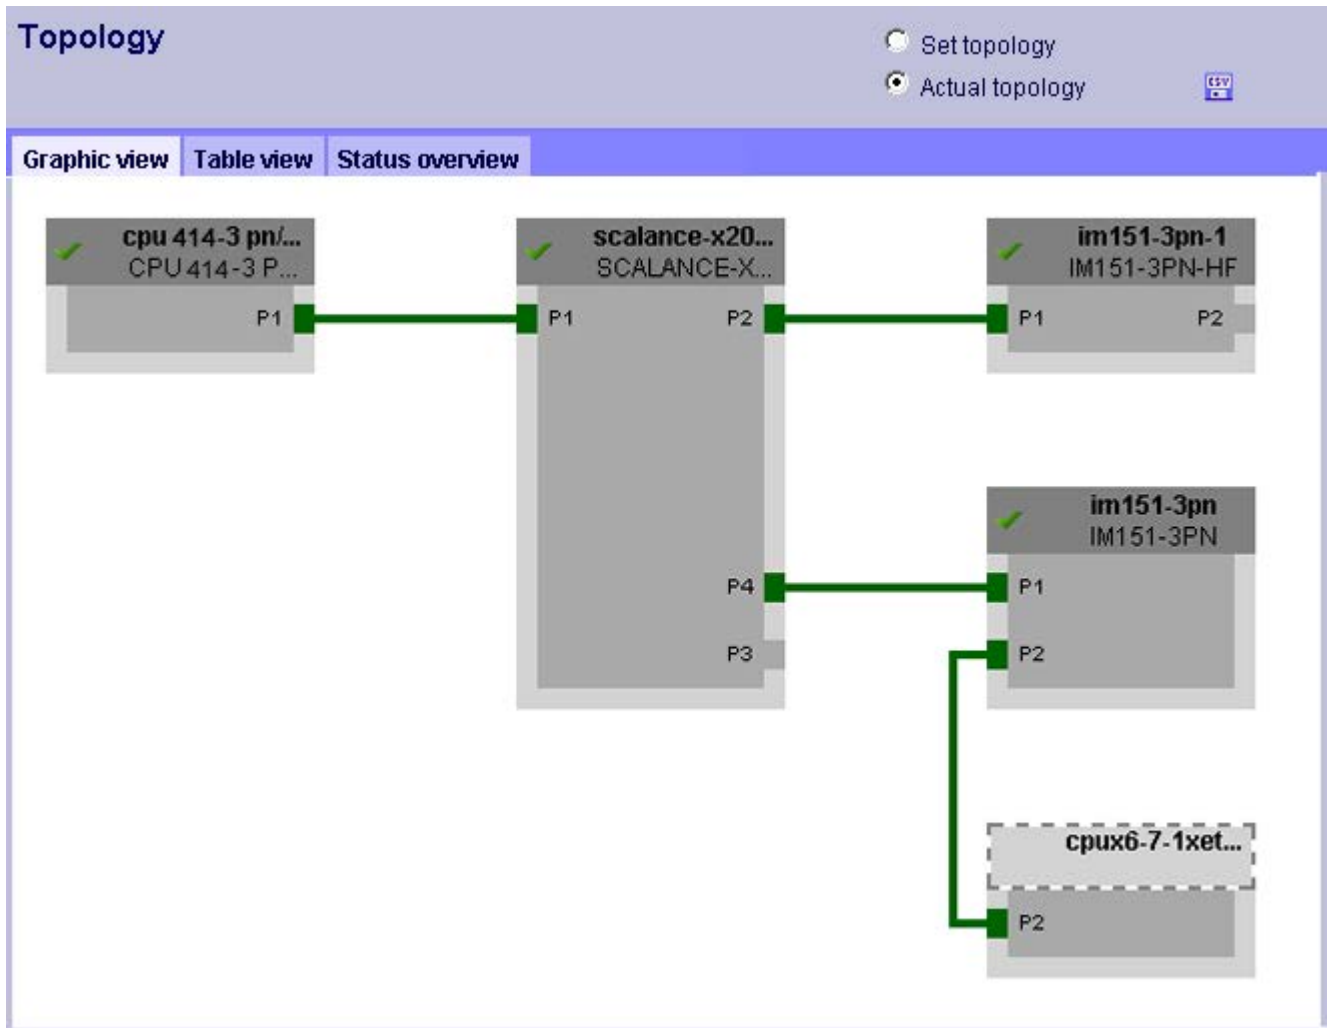 Topology
Set topology
Actual topology
CSV
Graphic view Table view Status overview
cpu 414-3 pn/...
CPU 414-3 P...
P1
scalance-x20...
SCALANCE-X...
P1 P2
P4
P3
im151-3pn-1
IM151-3PN-HF
P1 P2
im151-3pn
IM151-3PN
P1
P2
cpux6-7-1xet...
P2